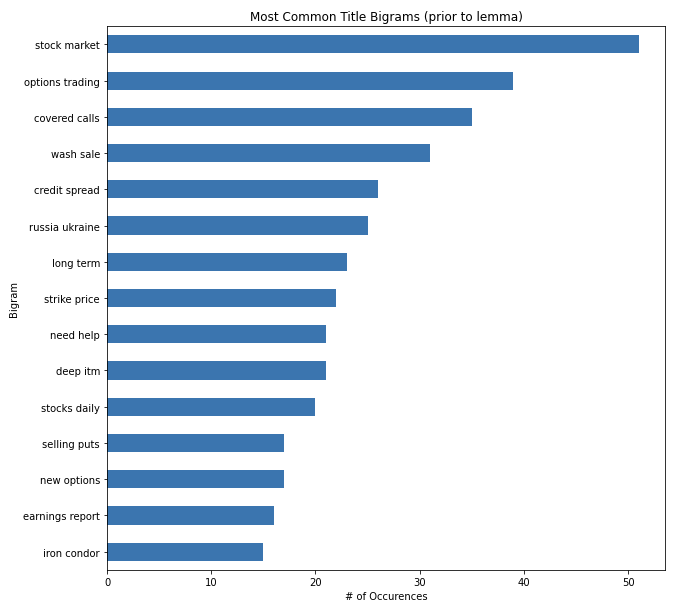 Most Common Title Bigrams (prior to lemma)
stock market
options trading
covered calls
wash sale
credit spread
russia ukraine
long term
strike price
need help
deep itm
stocks daily
selling puts
new options
earnings report
iron condor
Bigram
0 10 20 30 40 50
# of Occurences